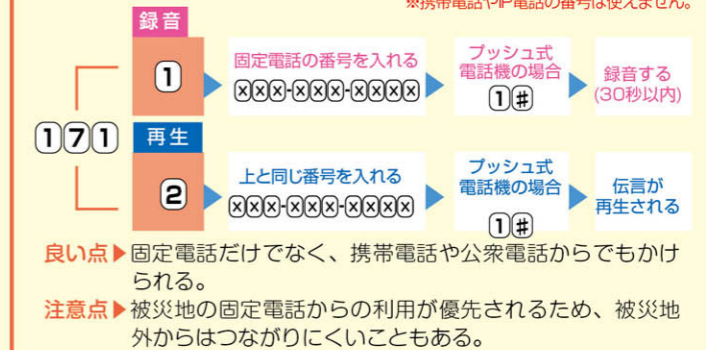 ※携帯電話やIP電話の番号は使えません。
録音
1
固定電話の番号を入れる
xxx-xxx-xxxx
プッシュ式
電話機の場合
1#
録音する
(30秒以内)
171
再生
2
上と同じ番号を入れる
xxx-xxx-xxxx
プッシュ式
電話機の場合
1#
伝言が
再生される
良い点▶固定電話だけでなく、携帯電話や公衆電話からでもかけ
られる。
注意点▶被災地の固定電話からの利用が優先されるため、被災地
外からはつながりにくいこともある。